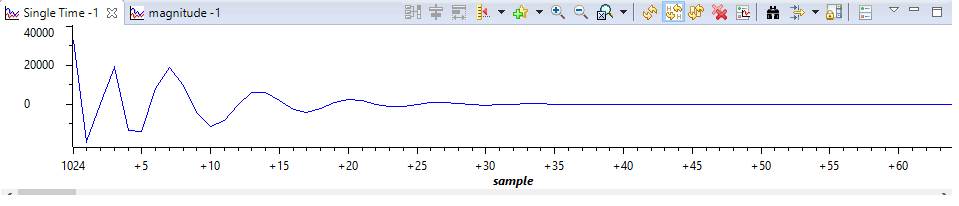 Single Time -1 magnitude -1
40000
20000
0
1024 +5 +10 +15 +20 +25 +30 +35 +40 +45 +50 +55 +60
sample